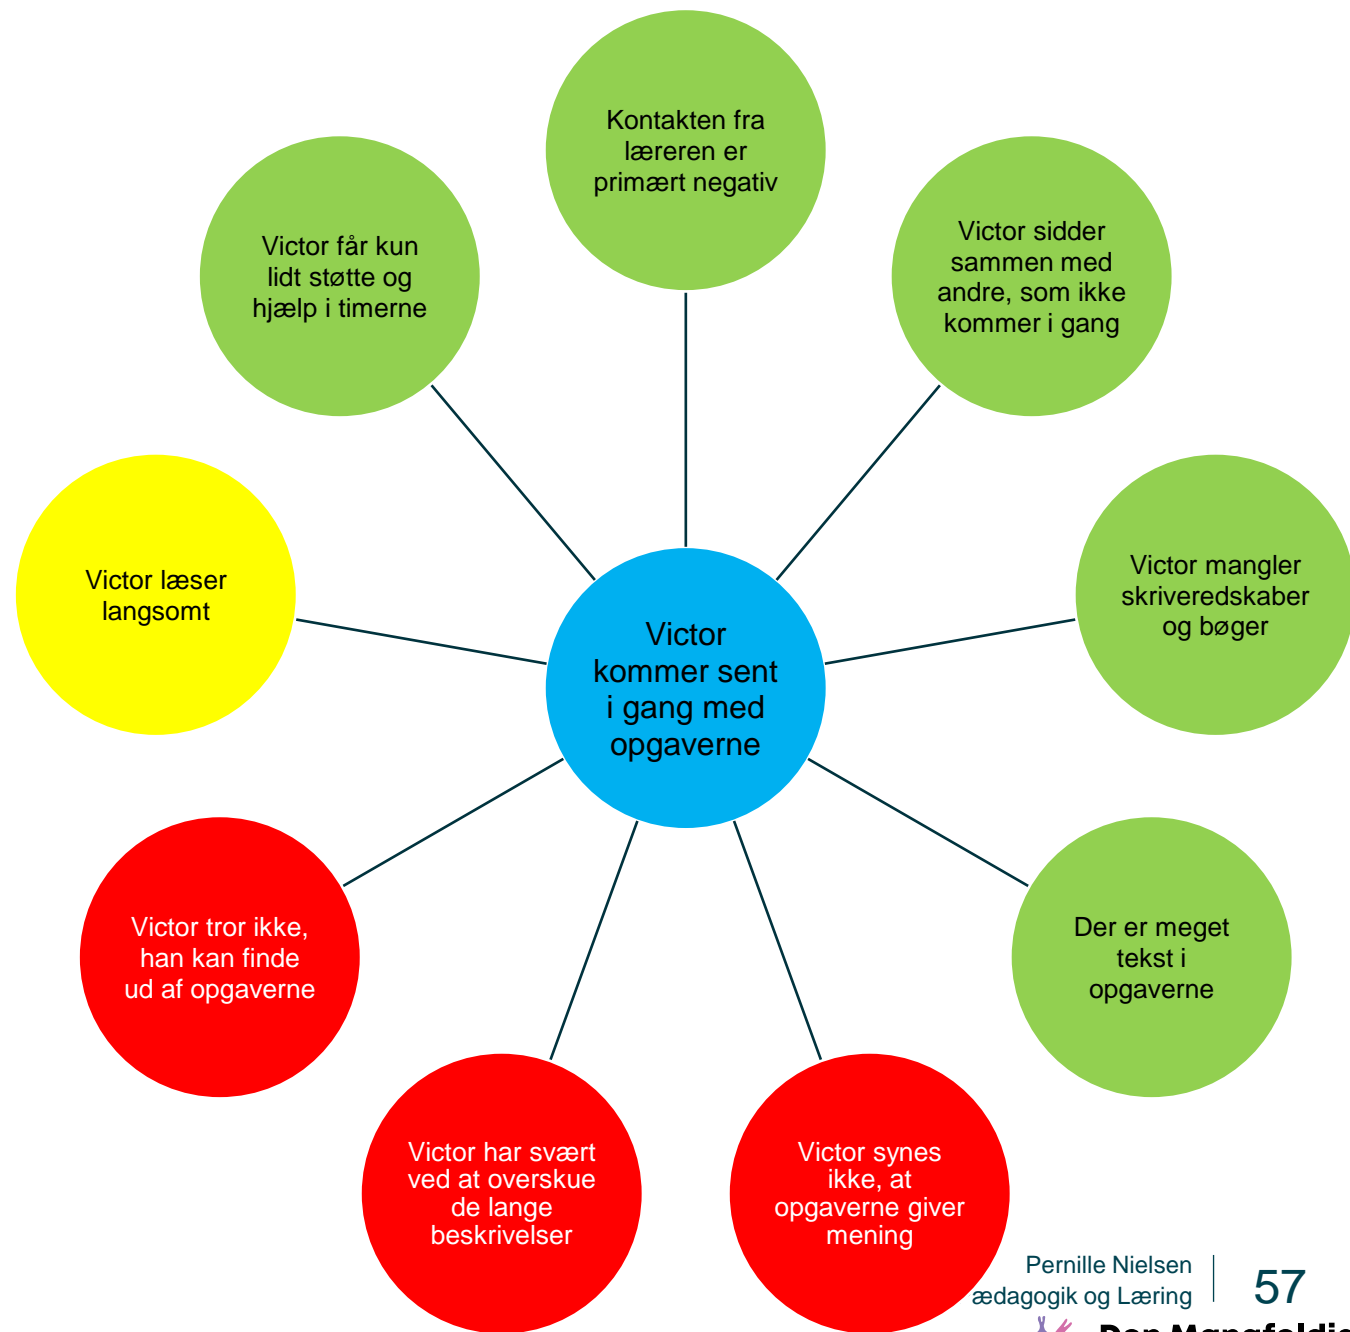 Kontakten fra
læreren er
primært negativ
Victor sidder
sammen med
andre, som ikke
kommer i gang
Victor mangler
skriveredskaber
og bøger
Der er meget
tekst i
opgaverne
Victor synes
ikke, at
opgaverne giver
mening
Victor har svært
ved at overskue
de lange
beskrivelser
Victor tror ikke,
han kan finde
ud af opgaverne
Victor læser
langsomt
Victor får kun
lidt støtte og
hjælp i timerne
Victor
kommer sent
i gang med
opgaverne
Pernille Nielsen
ædagogik og Læring
57
Den Mangfoldig